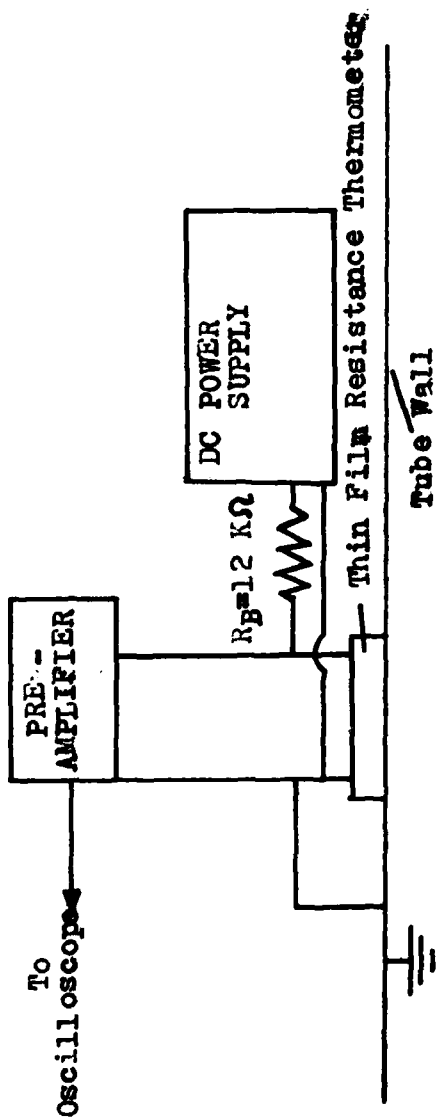 To
Oscilloscope
PRE-
AMPLIFIER
R_B=12 KΩ
DC POWER
SUPPLY
Thin Film Resistance Thermometer
Tube Wall